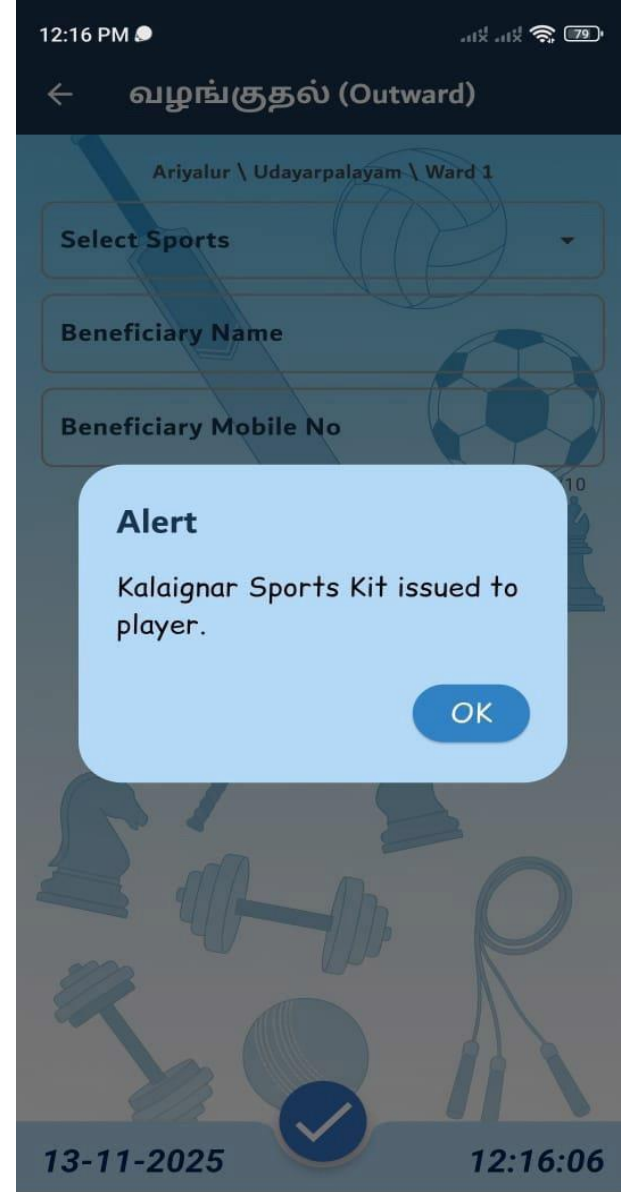 12:16 PM
79
வழங்குதல் (Outward)
Ariyalur \ Udayarpalayam \ Ward 1
Select Sports
Beneficiary Name
Beneficiary Mobile No
/10
Alert
Kalaignar Sports Kit issued to
player.
OK
13-11-2025
12:16:06